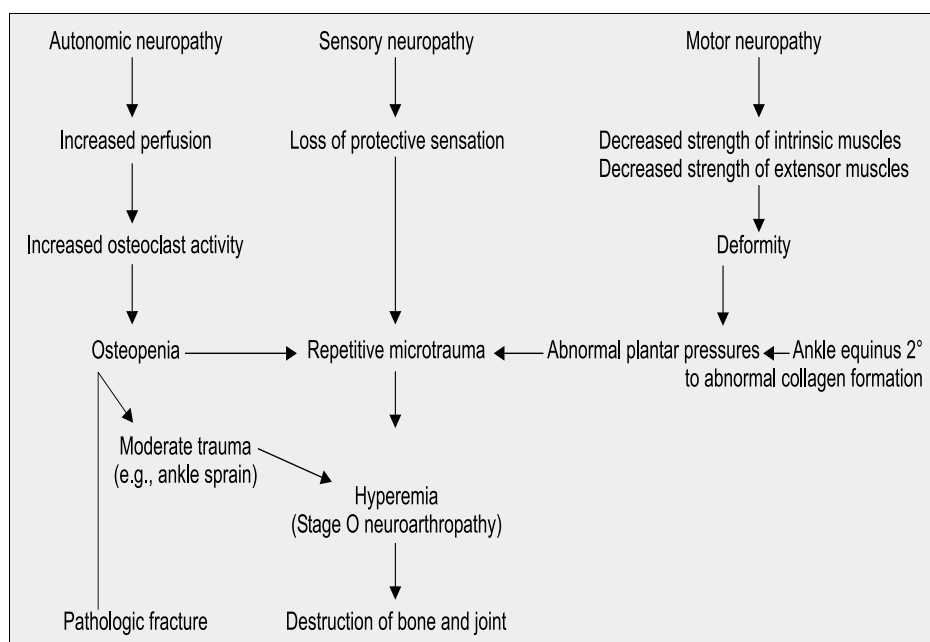 Autonomic neuropathy
Sensory neuropathy
Motor neuropathy
Increased perfusion
Loss of protective sensation
Decreased strength of intrinsic muscles
Decreased strength of extensor muscles
Increased osteoclast activity
Deformity
Osteopenia
Repetitive microtrauma
Abnormal plantar pressures
Ankle equinus 2°
to abnormal collagen formation
Moderate trauma
(e.g., ankle sprain)
Hyperemia
(Stage O neuroarthropathy)
Pathologic fracture
Destruction of bone and joint